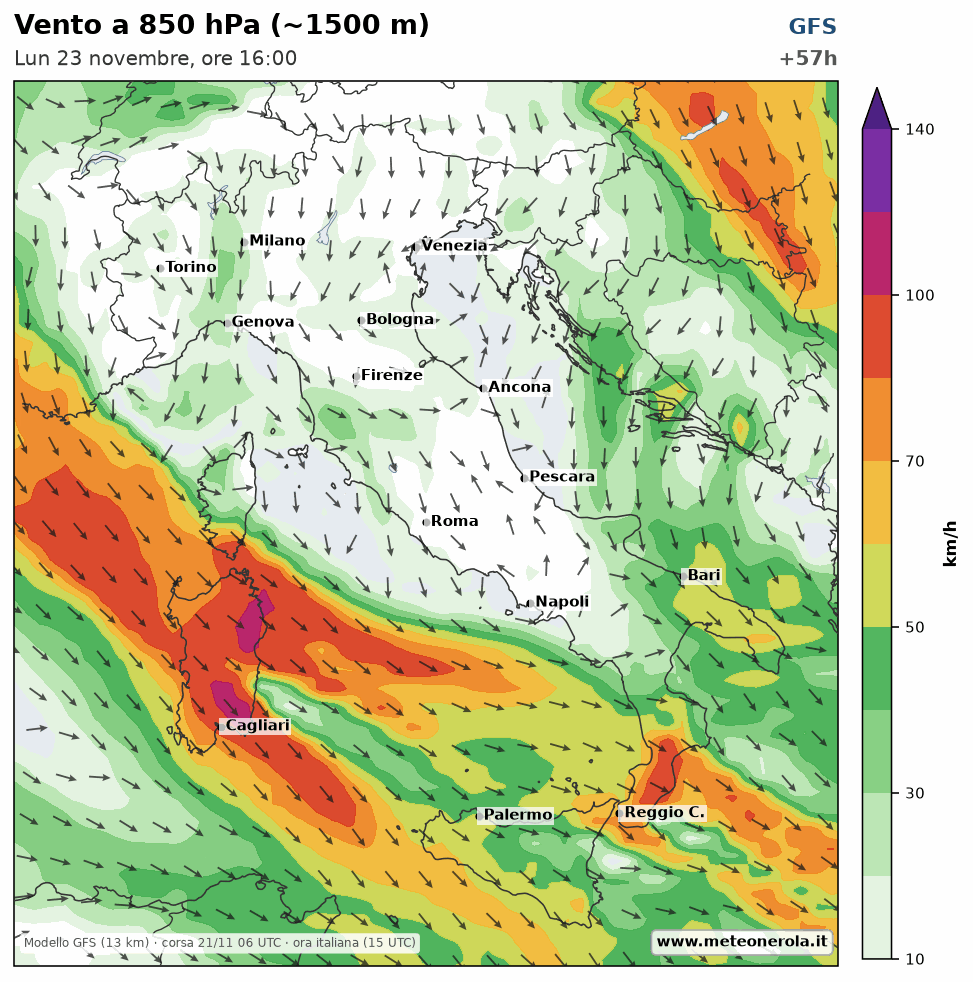 Vento a 850 hPa (~1500 m)
GFS
Lun 23 novembre, ore 16:00
+57h
140
100
70
50
30
10
km/h
Milano
Venezia
Torino
Genova
Bologna
Firenze
Ancona
Pescara
Roma
Bari
Napoli
Cagliari
Palermo
Reggio C.
Modello GFS (13 km) · corsa 21/11 06 UTC · ora italiana (15 UTC)
www.meteonerola.it